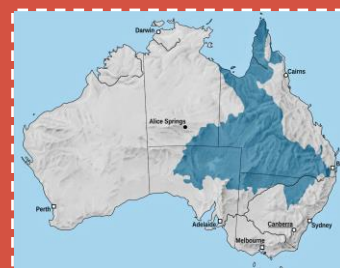 Darwin
Cairns
Alice Springs
B
Perth
Adelaide
Canberra
Sydney
Melbourne